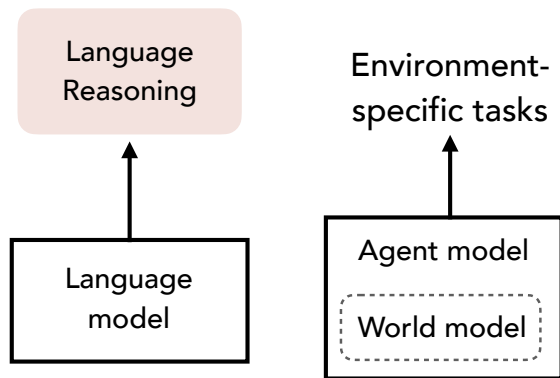 Language
Reasoning
Language
model
Environment-
specific tasks
Agent model
World model